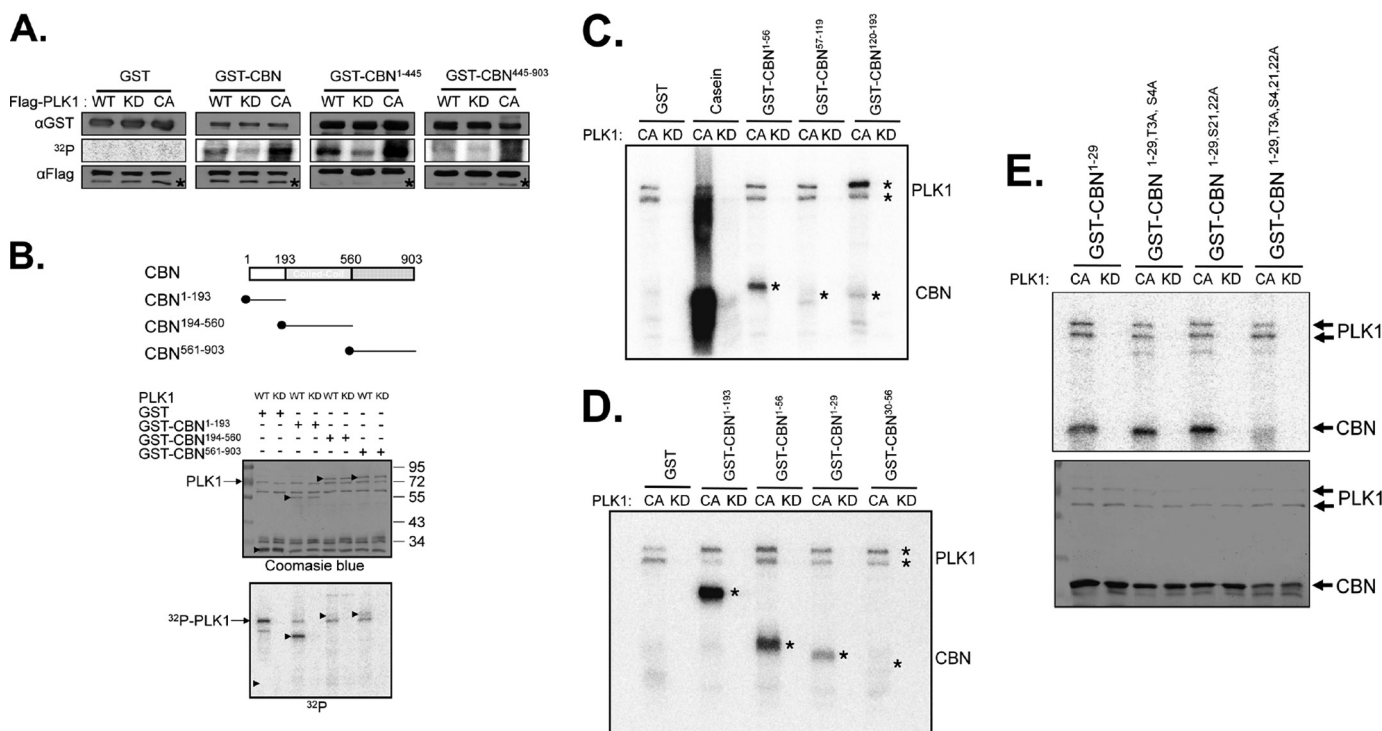 A.
GST GST-CBN GST-CBN1-445 GST-CBN445-903
Flag-PLK1 : WT KD CA WT KD CA WT KD CA WT KD CA
αGST
32P
αFlag * * * *
B.
1 193 560 903
CBN Coiled-Coil
CBN1-193
CBN194-560
CBN561-903
PLK1 WT KD WT KD WT KD WT KD
GST + + - - - - - -
GST-CBN1-193 - - + + - - - -
GST-CBN194-560 - - - - + + - -
GST-CBN561-903 - - - - - - + +
95
PLK1 72
55
43
34
Coomasie blue
32P-PLK1
32P
C.
GST Casein GST-CBN1-56 GST-CBN57-119 GST-CBN120-193
PLK1: CA KD CA KD CA KD CA KD CA KD
* PLK1
*
* * * CBN
D.
GST GST-CBN1-193 GST-CBN1-56 GST-CBN1-29 GST-CBN30-56
PLK1: CA KD CA KD CA KD CA KD CA KD
* PLK1
*
*
* * * CBN
E.
GST-CBN1-29 GST-CBN 1-29,T3A, S4A GST-CBN 1-29,S21,22A GST-CBN 1-29,T3A,S4,21,22A
PLK1: CA KD CA KD CA KD CA KD
PLK1
CBN
PLK1
CBN